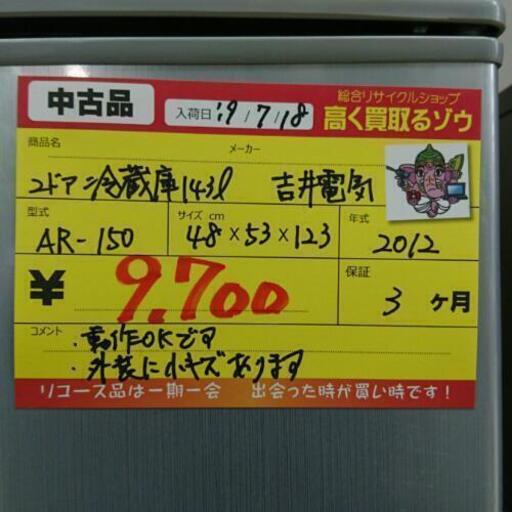 中古品
入荷日 '19/7/18
総合リサイクルショップ
高く買取るゾウ
商品名 メーカー
2ドアン冷蔵庫143l 吉井電気
型式 サイズ cm 年式
AR-150 48×53×123 2012
¥ 9.700
保証
3 ヶ月
コメント
・動作OKです
・外装に小キズあります
リユース品は一期一会 出会った時が買い時です!